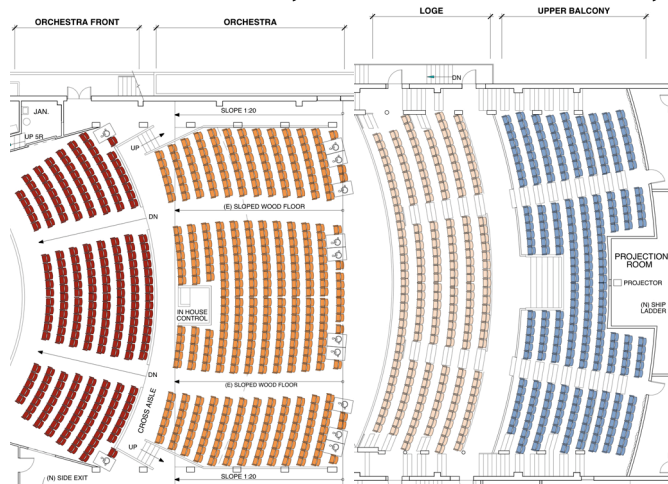 ORCHESTRA FRONT
ORCHESTRA
LOGE
UPPER BALCONY
DN
SLOPE 1:20
JAN.
UP 5R
UP
(E) SLOPED WOOD FLOOR
DN
IN HOUSE
CONTROL
PROJECTION
ROOM
PROJECTOR
(N) SHIP
LADDER
DN
(E) SLOPED WOOD FLOOR
CROSS AISLE
UP
(N) SIDE EXIT
SLOPE 1:20